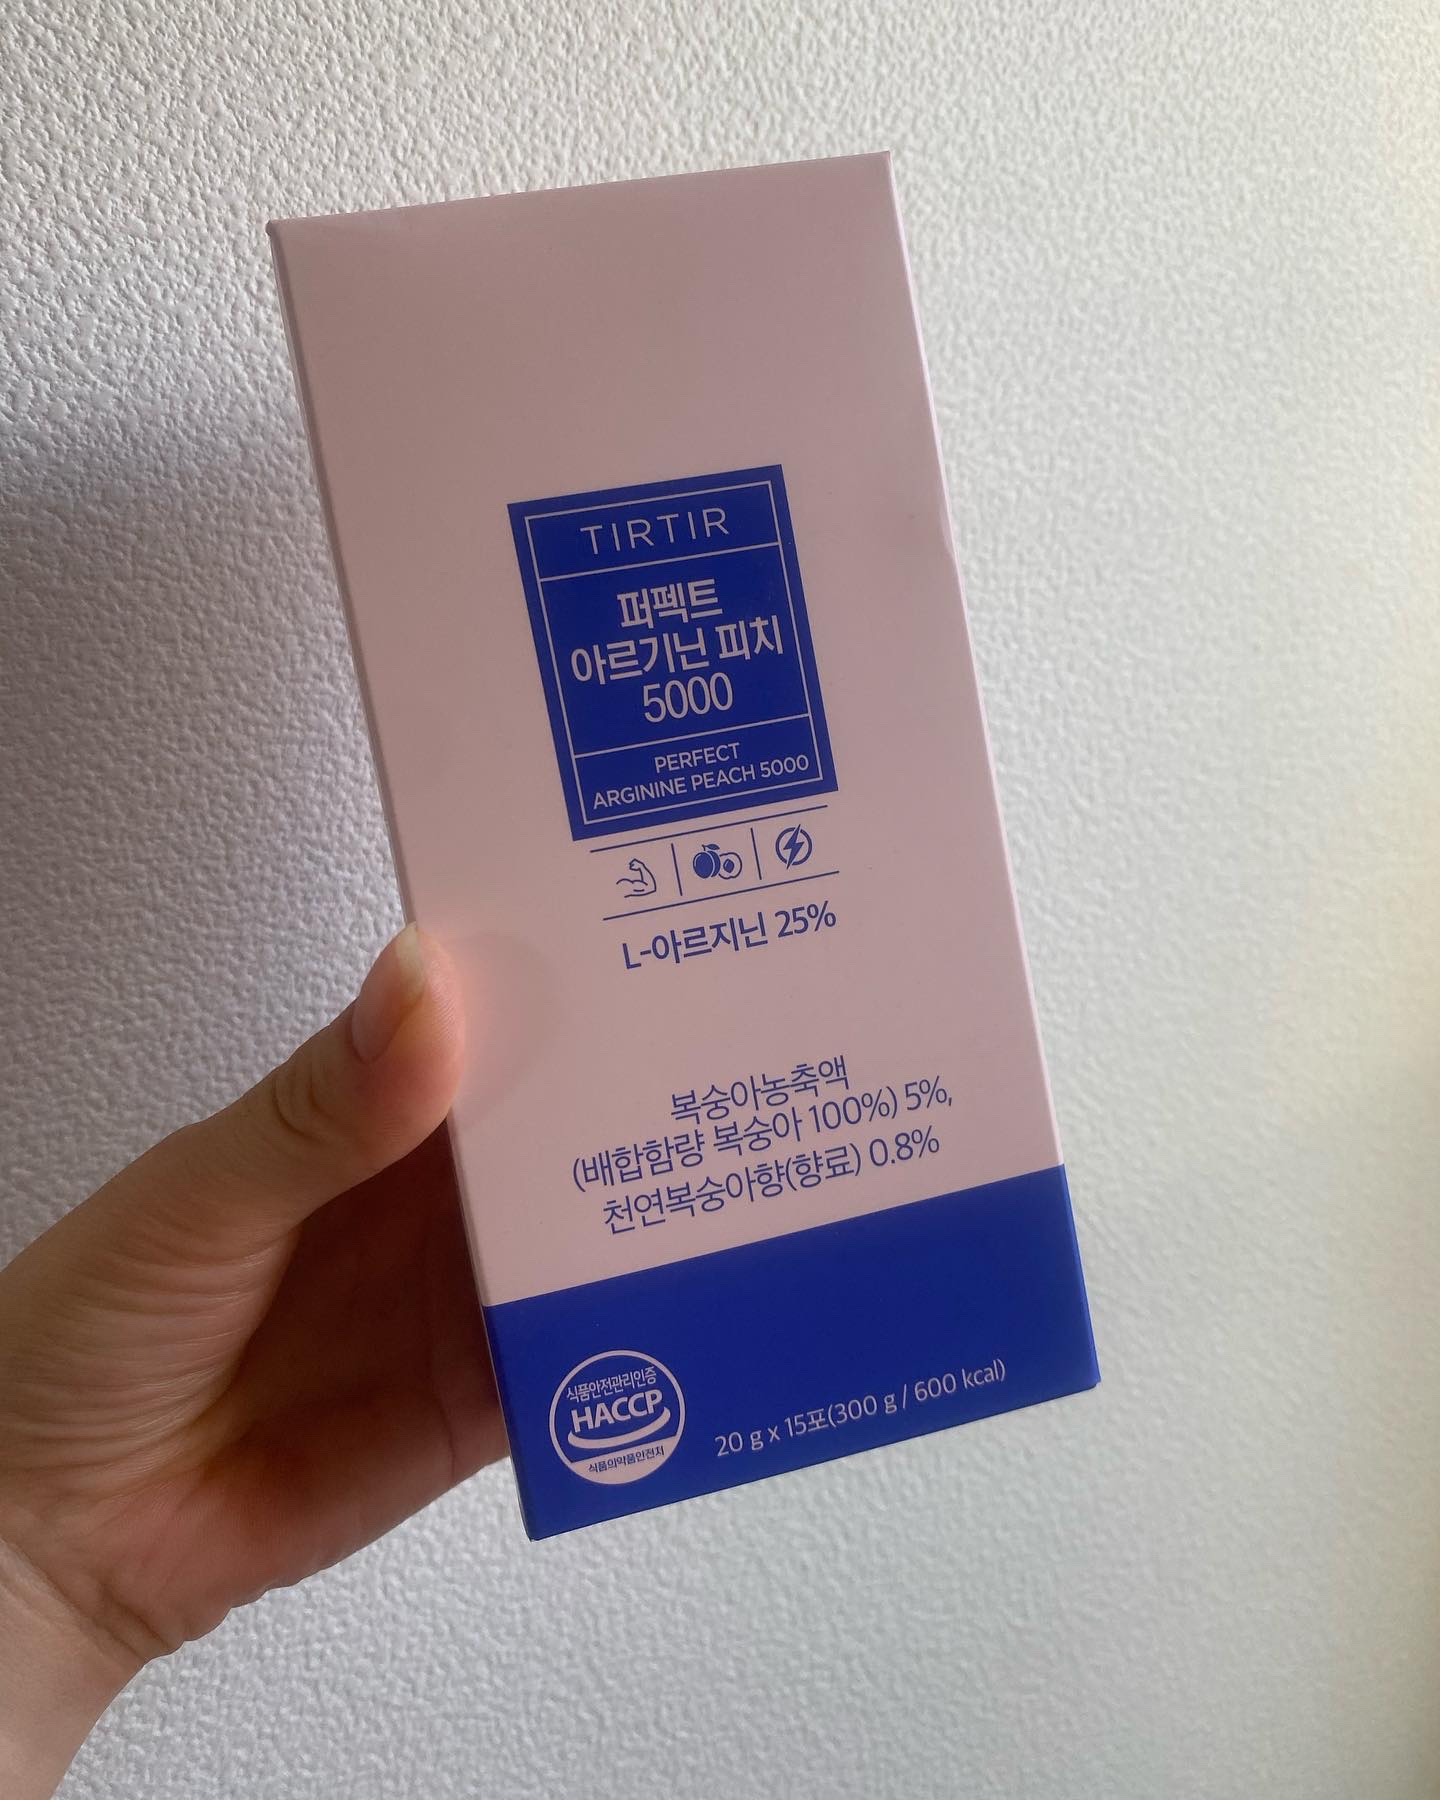 TIRTIR
퍼펙트
아르기닌 피치
5000
PERFECT
ARGININE PEACH 5000
L-아르지닌 25%
복숭아농축액
(배합함량 복숭아 100%) 5%,
천연복숭아향(향료) 0.8%
식품안전관리인증
HACCP
식품의약품안전처
20 g x 15포(300 g / 600 kcal)